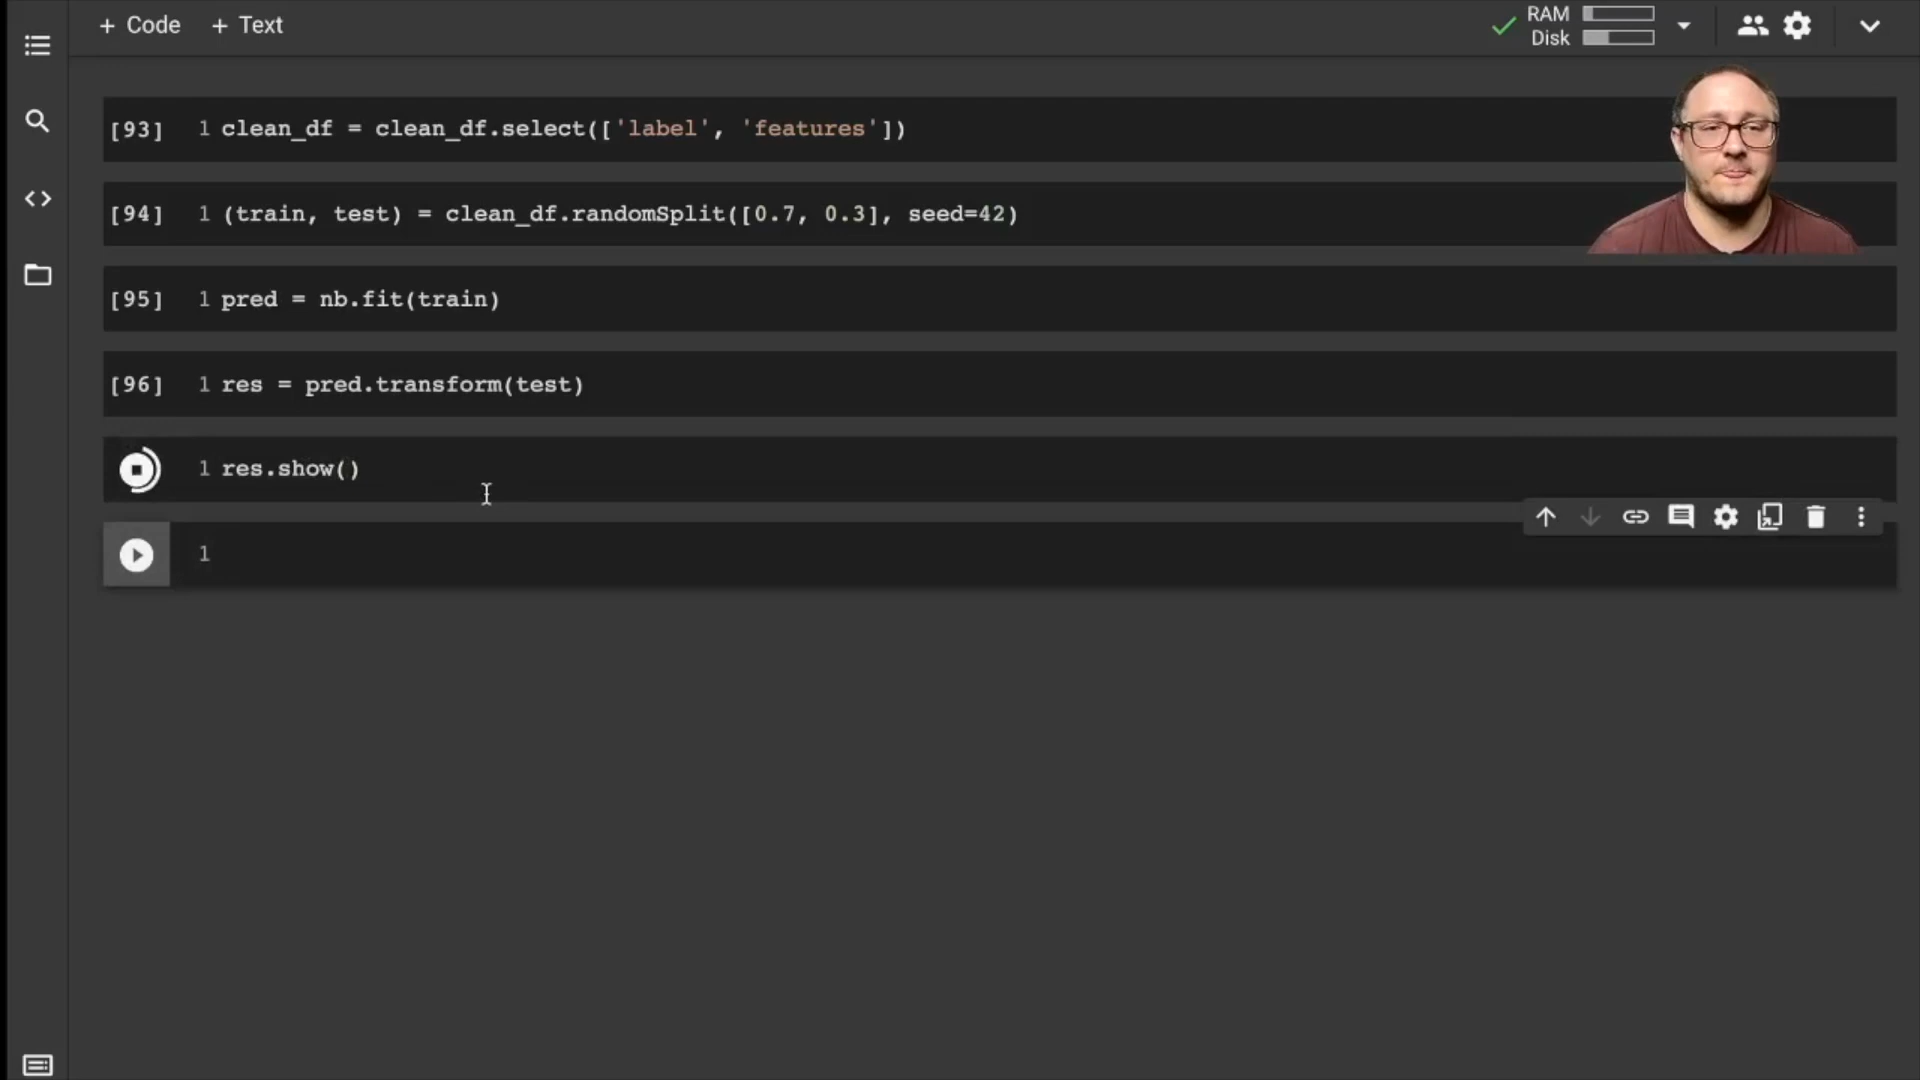 + Code + Text
RAM
Disk
[93] 1 clean_df = clean_df.select(['label', 'features'])
[94] 1 (train, test) = clean_df.randomSplit([0.7, 0.3], seed=42)
[95] 1 pred = nb.fit(train)
[96] 1 res = pred.transform(test)
1 res.show()
1